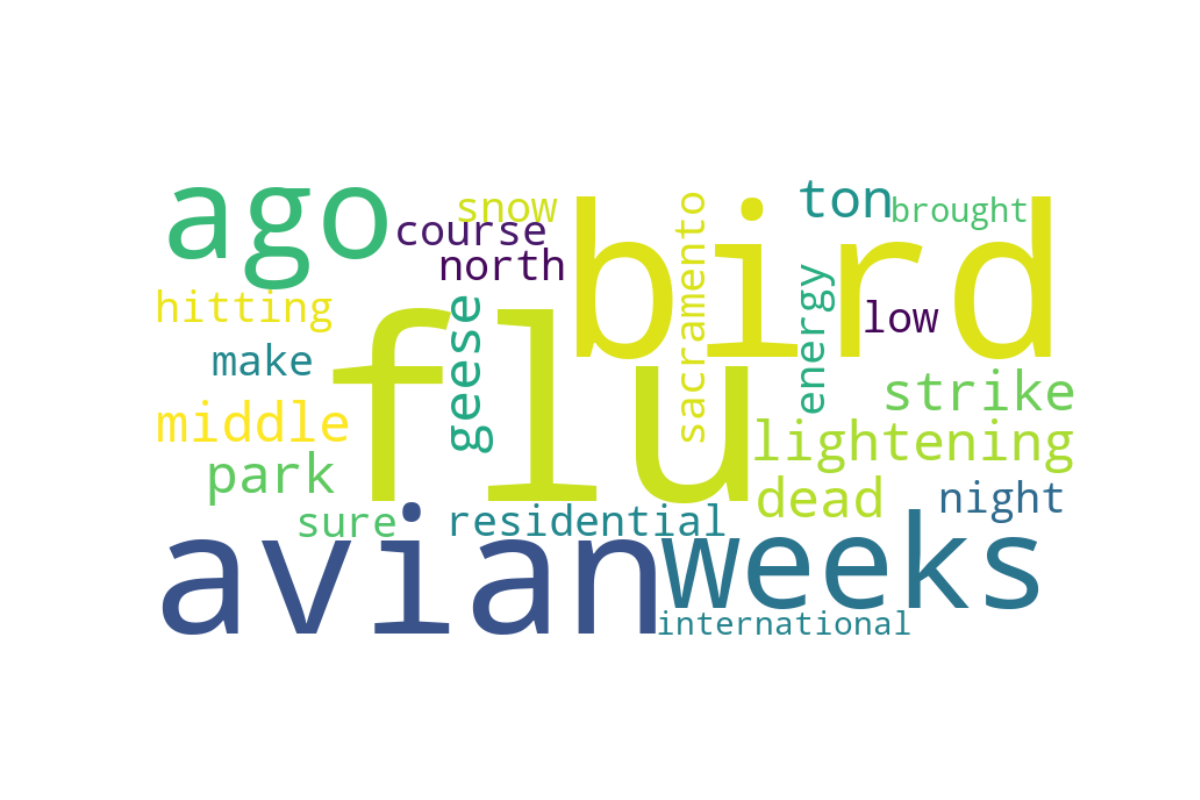 ago
snow
course
north
bird
sacramento
ton
brought
hitting
make
middle
park
flu
geese
energy
low
strike
lightening
dead
night
sure
residential
avian
weeks
international